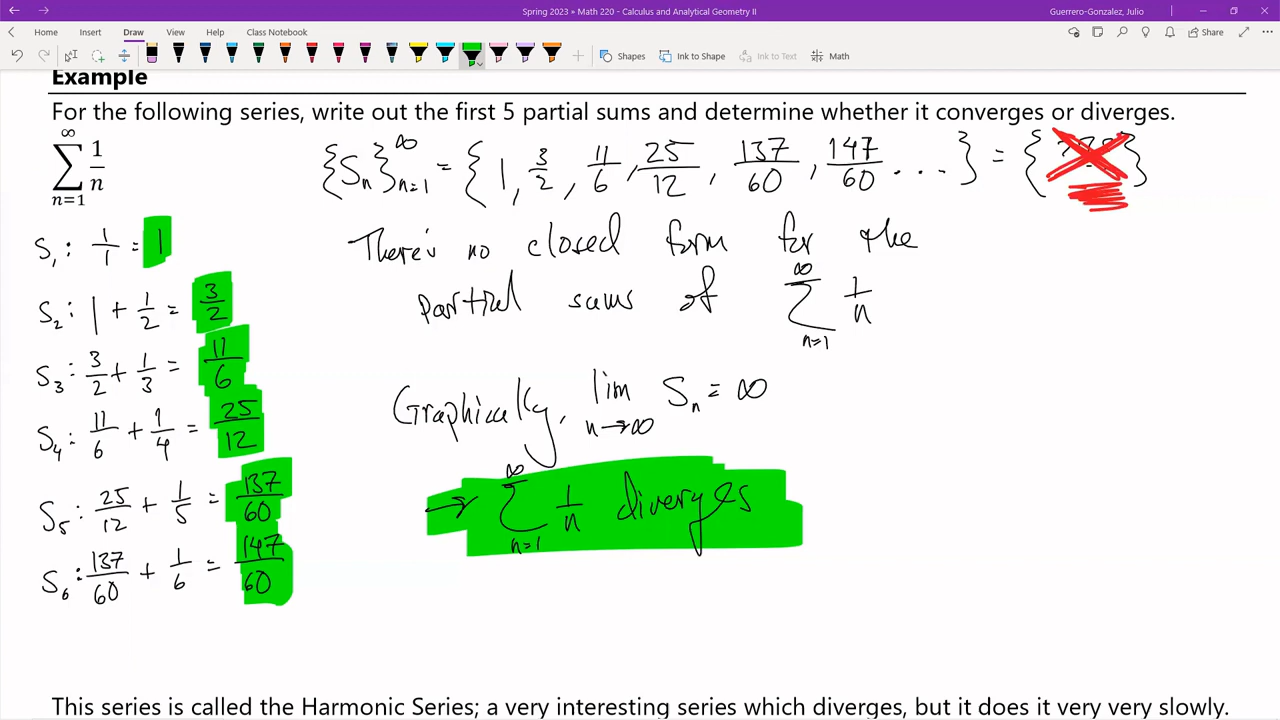 Spring 2023 » Math 220 - Calculus and Analytical Geometry II
Guerrero-Gonzalez, Julio
Home Insert Draw View Help Class Notebook
Share
Shapes Ink to Shape Ink to Text Math
Example
For the following series, write out the first 5 partial sums and determine whether it converges or diverges.
∑_{n=1}^{∞} 1/n
{S_n}_{n=1}^{∞} = {1, 3/2, 11/6, 25/12, 137/60, 147/60 ...} = { }
S_1: 1/1 = 1
There's no closed form for the
partial sums of ∑_{n=1}^{∞} 1/n
S_2: 1 + 1/2 = 3/2
S_3: 3/2 + 1/3 = 11/6
S_4: 11/6 + 1/4 = 25/12
S_5: 25/12 + 1/5 = 137/60
S_6: 137/60 + 1/6 = 147/60
Graphically, lim_{n→∞} S_n = ∞
→ ∑_{n=1}^{∞} 1/n diverges
This series is called the Harmonic Series; a very interesting series which diverges, but it does it very very slowly.